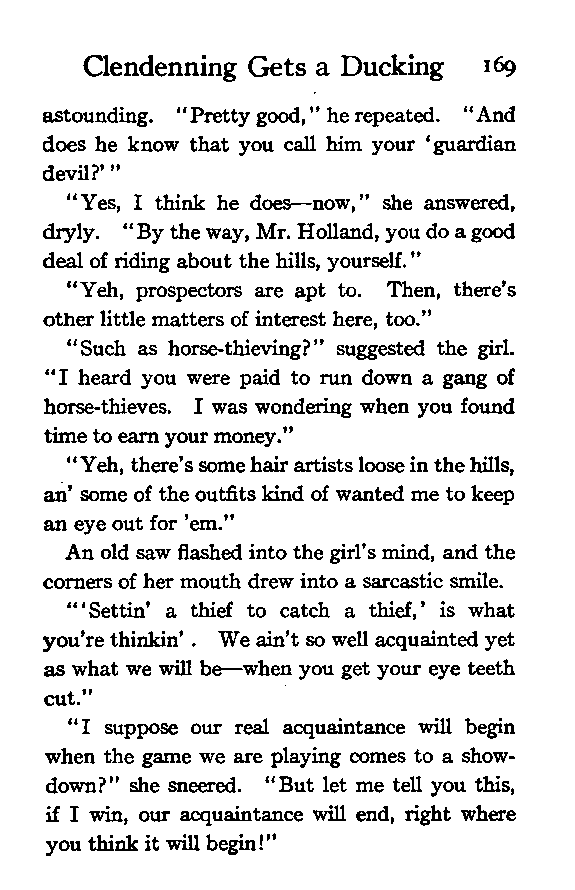 Clendenning Gets a Ducking 169
astounding. "Pretty good," he repeated. "And
does he know that you call him your 'guardian
devil?'"
"Yes, I think he does—now," she answered,
dryly. "By the way, Mr. Holland, you do a good
deal of riding about the hills, yourself."
"Yeh, prospectors are apt to. Then, there's
other little matters of interest here, too."
"Such as horse-thieving?" suggested the girl.
"I heard you were paid to run down a gang of
horse-thieves. I was wondering when you found
time to earn your money."
"Yeh, there's some hair artists loose in the hills,
an' some of the outfits kind of wanted me to keep
an eye out for 'em."
An old saw flashed into the girl's mind, and the
corners of her mouth drew into a sarcastic smile.
"'Settin' a thief to catch a thief,' is what
you're thinkin' . We ain't so well acquainted yet
as what we will be—when you get your eye teeth
cut."
"I suppose our real acquaintance will begin
when the game we are playing comes to a show-
down?" she sneered. "But let me tell you this,
if I win, our acquaintance will end, right where
you think it will begin!"